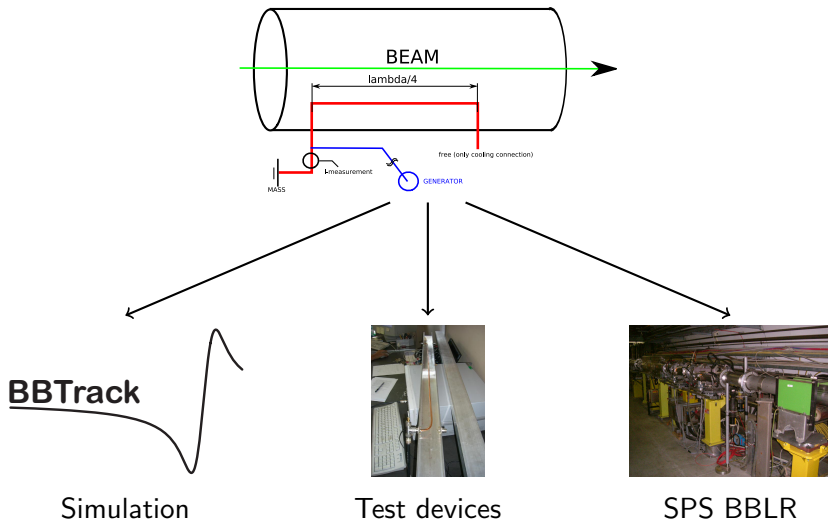 BEAM
lambda/4
free (only cooling connection)
I-measurement
MASS
GENERATOR
BBTrack
Simulation
Test devices
SPS BBLR